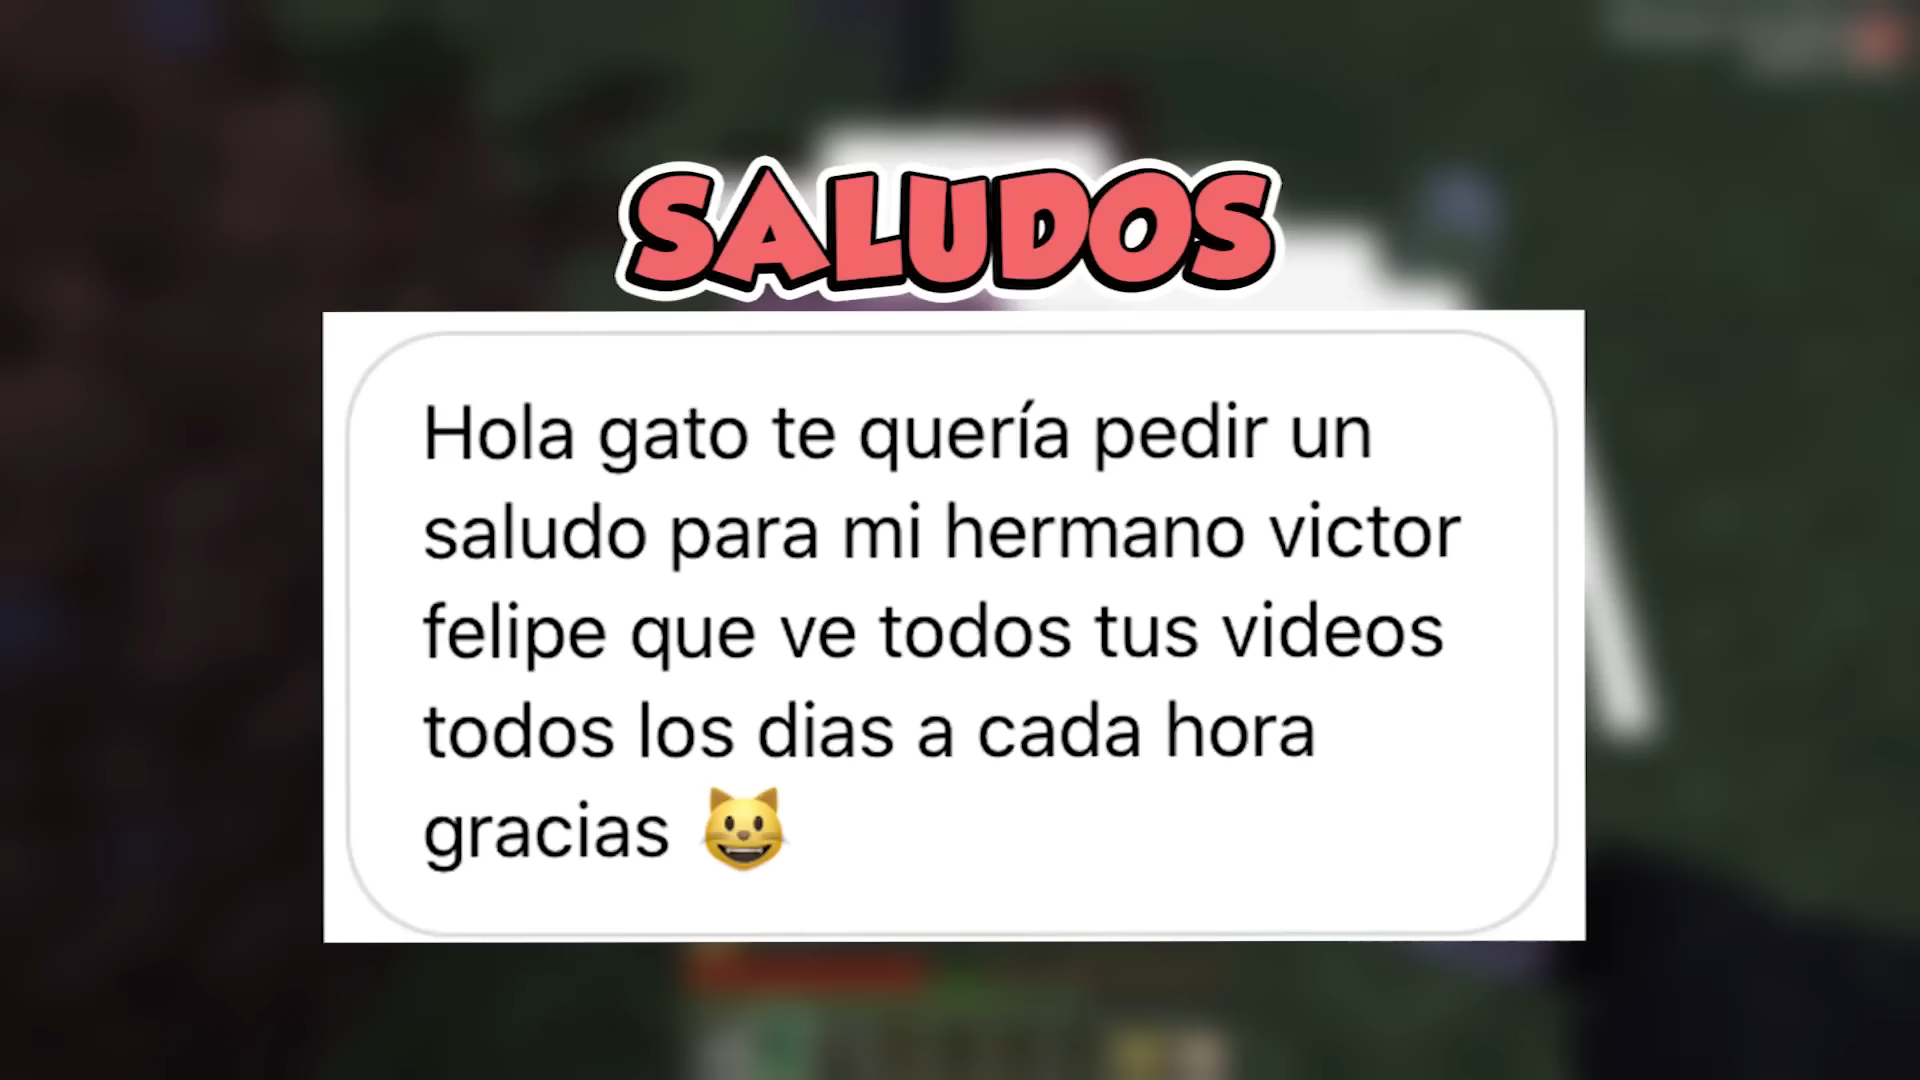 SALUDOS
Hola gato te quería pedir un
saludo para mi hermano victor
felipe que ve todos tus videos
todos los dias a cada hora
gracias 😺